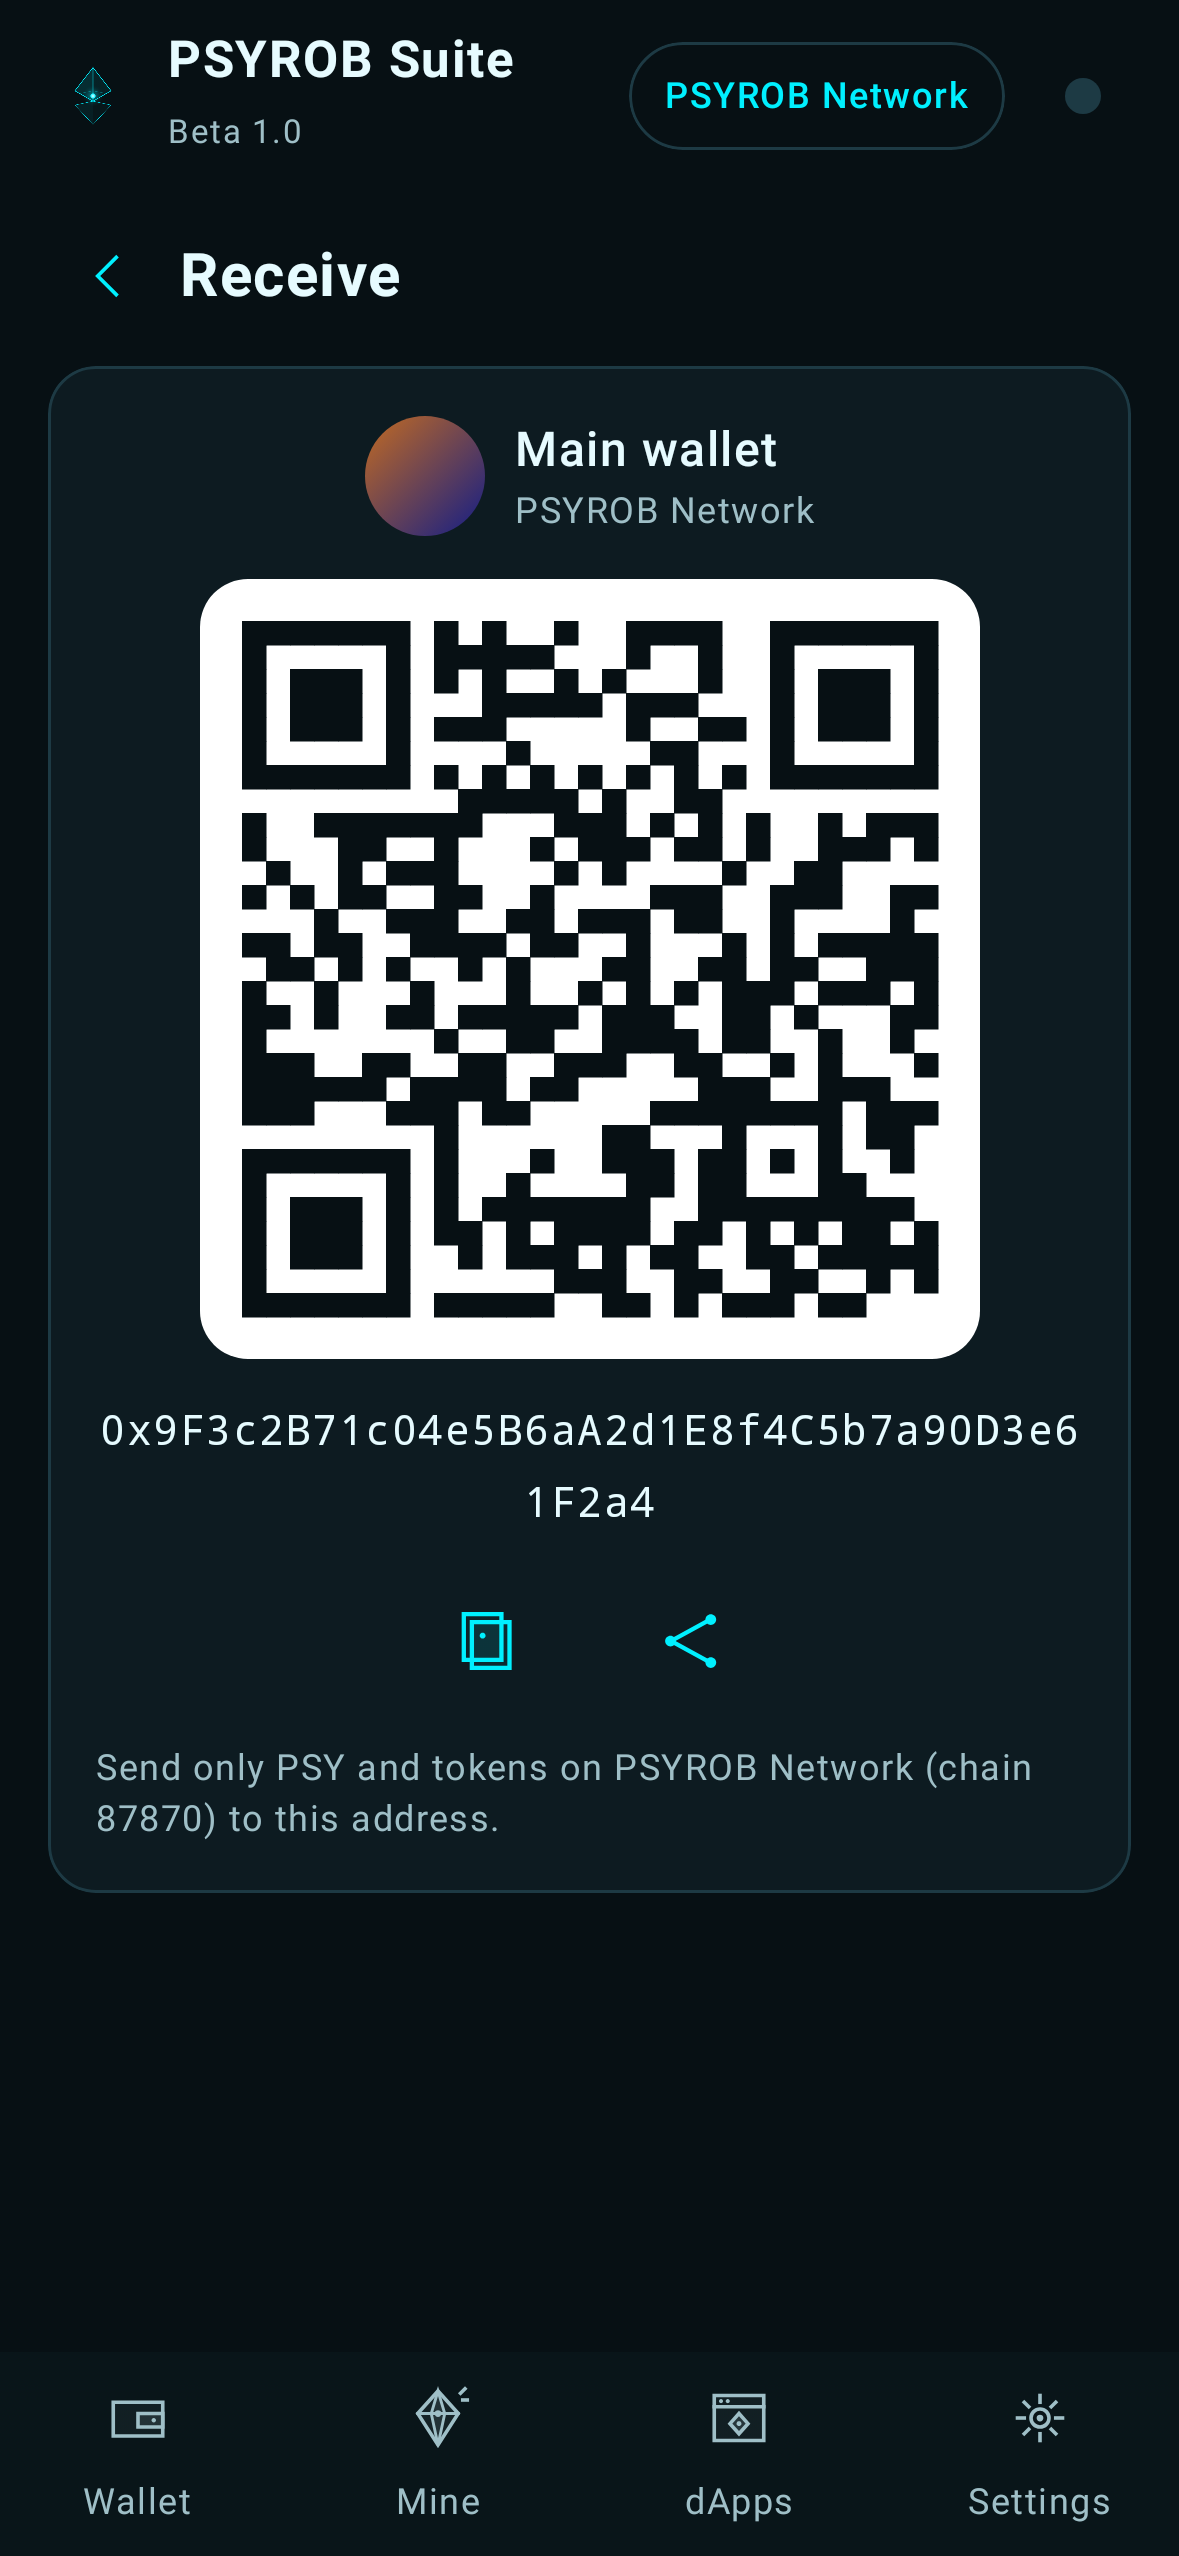 PSYROB Suite
Beta 1.0
PSYROB Network
Receive
Main wallet
PSYROB Network
0x9F3c2B71c04e5B6aA2d1E8f4C5b7a90D3e6
1F2a4
Send only PSY and tokens on PSYROB Network (chain
87870) to this address.
Wallet
Mine
dApps
Settings